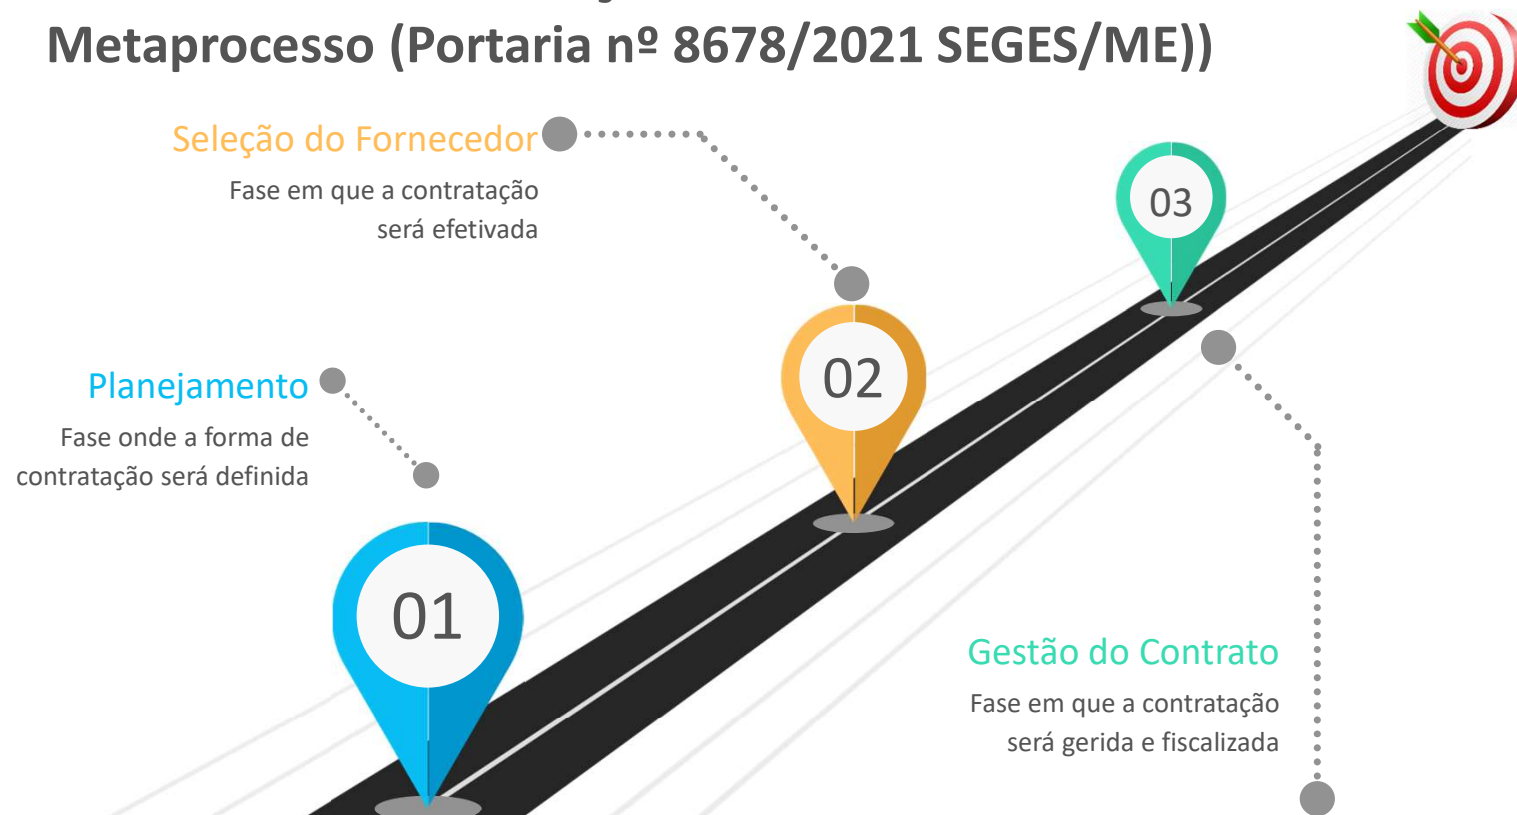 Metaprocesso (Portaria nº 8678/2021 SEGES/ME))
Seleção do Fornecedor
Fase em que a contratação
será efetivada
03
02
Planejamento
Fase onde a forma de
contratação será definida
01
Gestão do Contrato
Fase em que a contratação
será gerida e fiscalizada